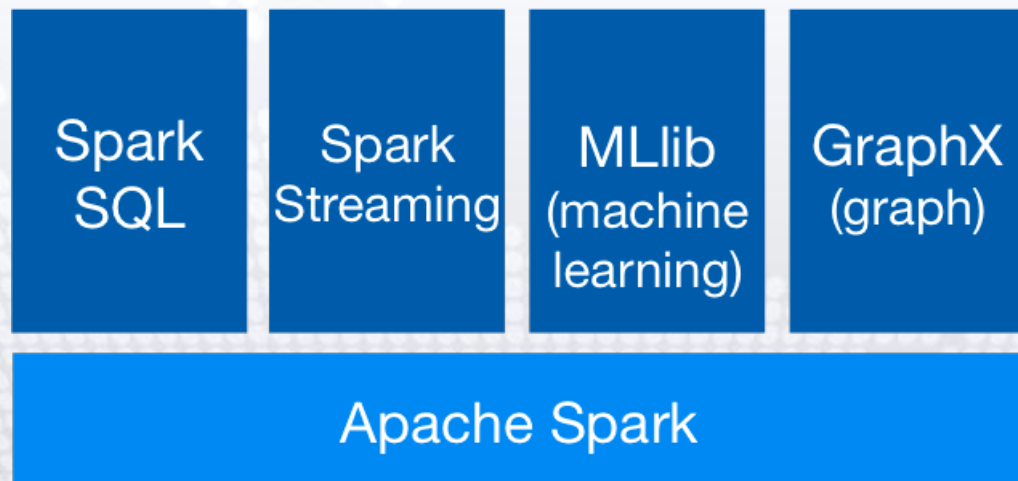 Spark
SQL
Spark
Streaming
MLlib
(machine
learning)
GraphX
(graph)
Apache Spark